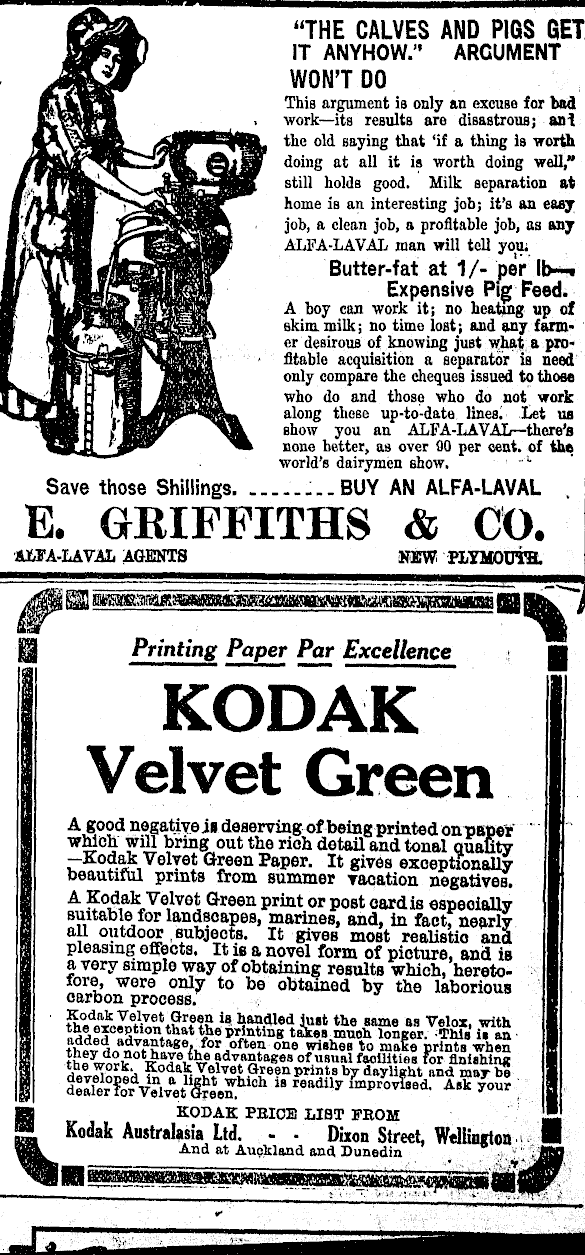 "THE CALVES AND PIGS GET
IT ANYHOW." ARGUMENT
WON'T DO
This argument is only an excuse for bad
work—its results are disastrous; and
the old saying that 'if a thing is worth
doing at all it is worth doing well,"
still holds good. Milk separation at
home is an interesting job; it's an easy
job, a clean job, a profitable job, as any
ALFA-LAVAL man will tell you.
Butter-fat at 1/- per lb—
Expensive Pig Feed.
A boy can work it; no heating up of
skim milk; no time lost; and any farm-
er desirous of knowing just what a pro-
fitable acquisition a separator is need
only compare the cheques issued to those
who do and those who do not work
along these up-to-date lines. Let us
show you an ALFA-LAVAL—there's
none better, as over 90 per cent. of the
world's dairymen show.
Save those Shillings. ........ BUY AN ALFA-LAVAL
E. GRIFFITHS & CO.
ALFA-LAVAL AGENTS NEW PLYMOUTH.
Printing Paper Par Excellence
KODAK
Velvet Green
A good negative is deserving of being printed on paper
which will bring out the rich detail and tonal quality
—Kodak Velvet Green Paper. It gives exceptionally
beautiful prints from summer vacation negatives.
A Kodak Velvet Green print or post card is especially
suitable for landscapes, marines, and, in fact, nearly
all outdoor subjects. It gives most realistic and
pleasing effects. It is a novel form of picture, and is
a very simple way of obtaining results which, hereto-
fore, were only to be obtained by the laborious
carbon process.
Kodak Velvet Green is handled just the same as Velox, with
the exception that the printing takes much longer. This is an
added advantage, for often one wishes to make prints when
they do not have the advantages of usual facilities for finishing
the work. Kodak Velvet Green prints by daylight and may be
developed in a light which is readily improvised. Ask your
dealer for Velvet Green.
KODAK PRICE LIST FROM
Kodak Australasia Ltd. - - Dixon Street, Wellington
And at Auckland and Dunedin